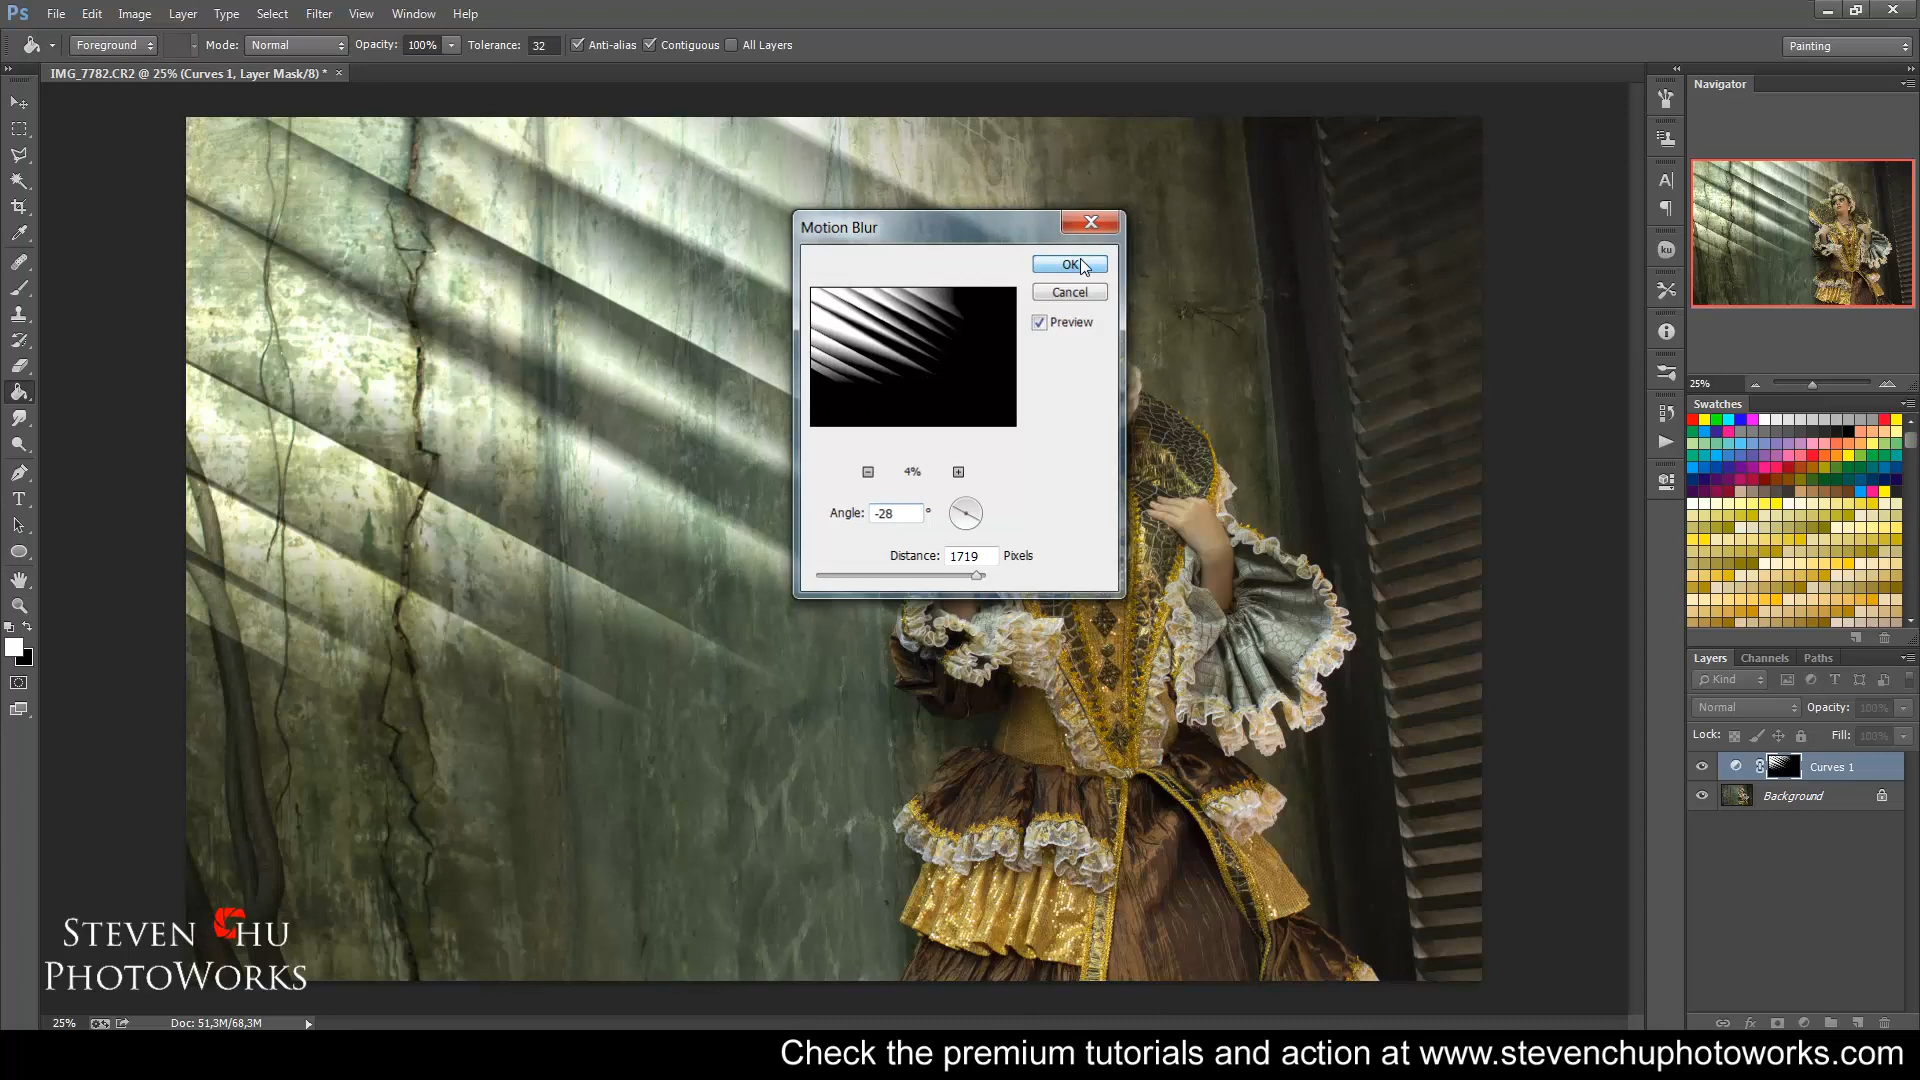 Ps File Edit Image Layer Type Select Filter View Window Help
Foreground Mode: Normal Opacity: 100% Tolerance: 32 Anti-alias Contiguous All Layers Painting
IMG_7782.CR2 @ 25% (Curves 1, Layer Mask/8) * ×
Navigator
Motion Blur
OK
Cancel
Preview
4%
Angle: -28 °
Distance: 1719 Pixels
25%
Swatches
Layers Channels Paths
Kind
Normal Opacity: 100%
Lock: Fill: 100%
Curves 1
Background
STEVEN CHU
PHOTOWORKS
25% Doc: 51,3M/68,3M
Check the premium tutorials and action at www.stevenchuphotoworks.com